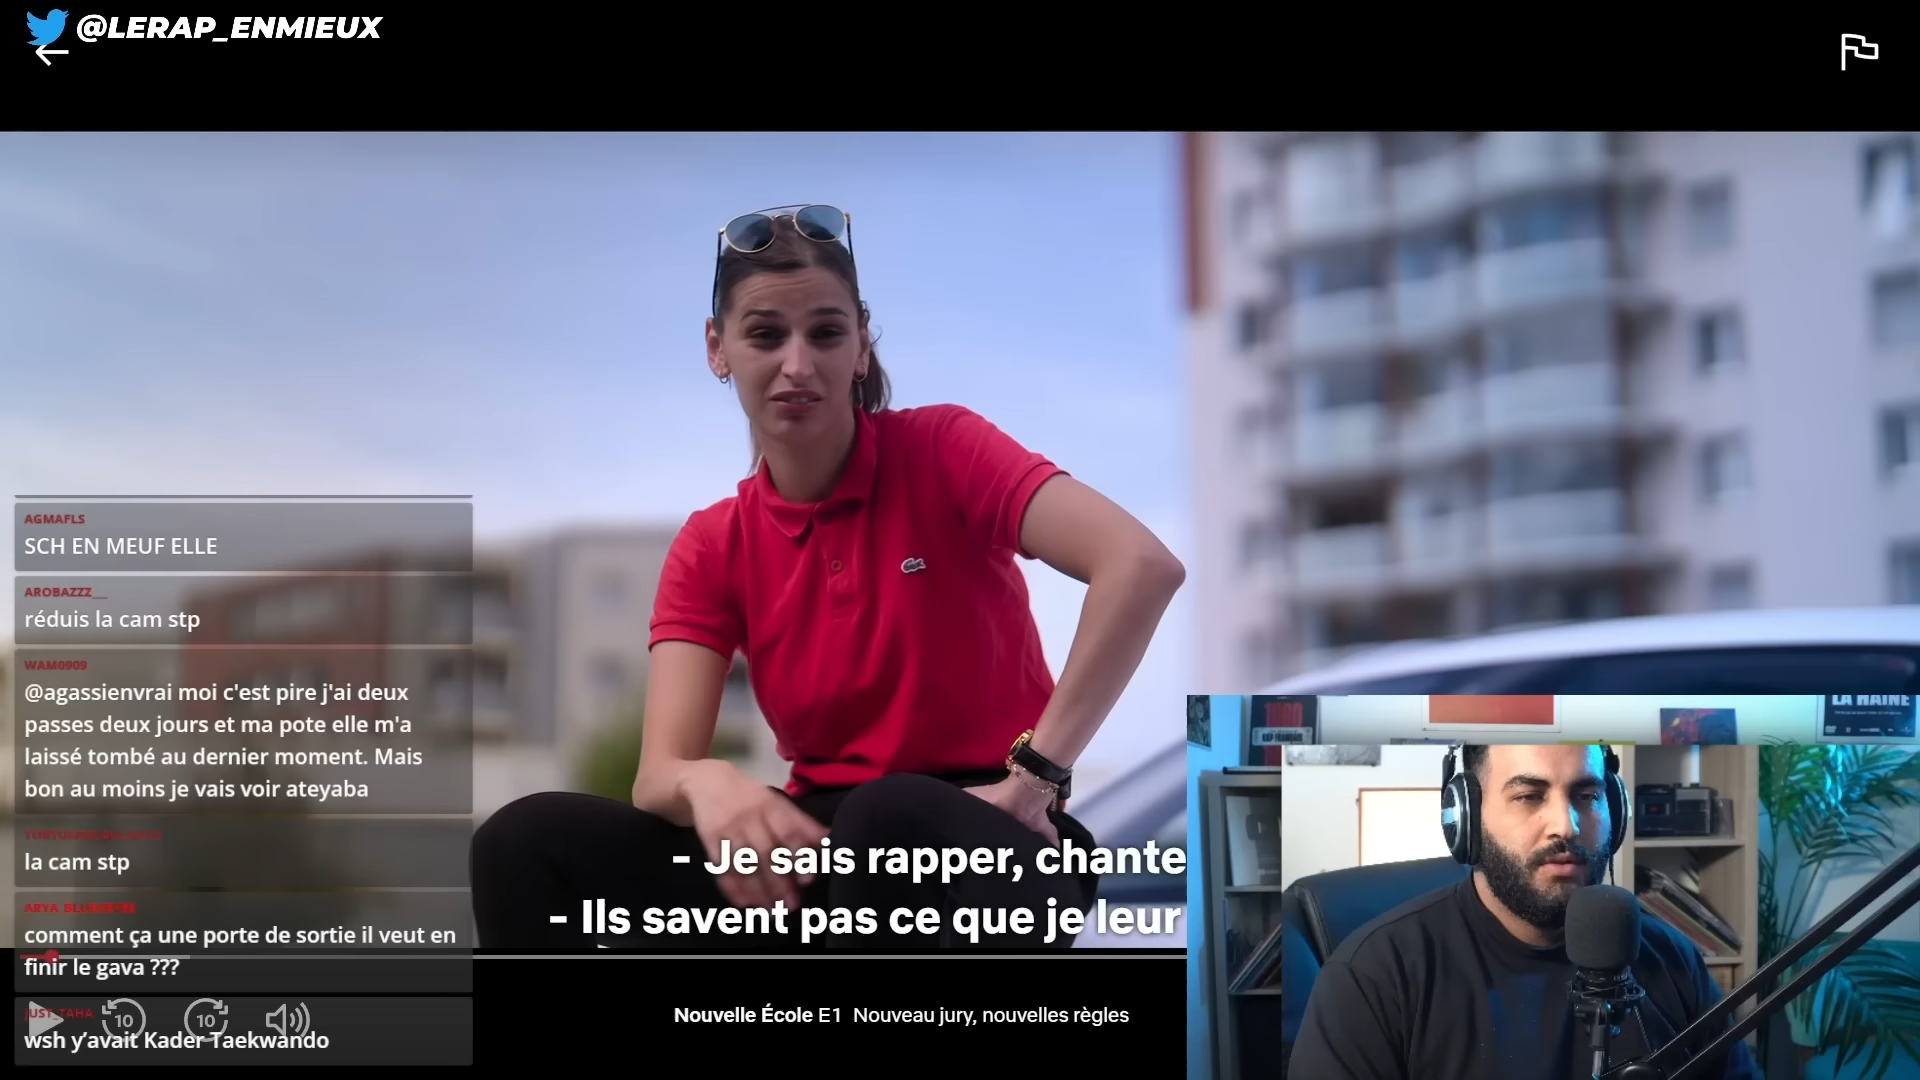 @LERAP_ENMIEUX
AGMAFLS
SCH EN MEUF ELLE
AROBAZZZ__
réduis la cam stp
WAM0909
@agassienvrai moi c'est pire j'ai deux
passes deux jours et ma pote elle m'a
laissé tombé au dernier moment. Mais
bon au moins je vais voir ateyaba
la cam stp
ARYA
comment ça une porte de sortie il veut en
finir le gava ???
JUST_TAHA
wsh y'avait Kader Taekwando
10
10
- Je sais rapper, chante
- Ils savent pas ce que je leur
Nouvelle École E1 Nouveau jury, nouvelles règles
LA HAINE